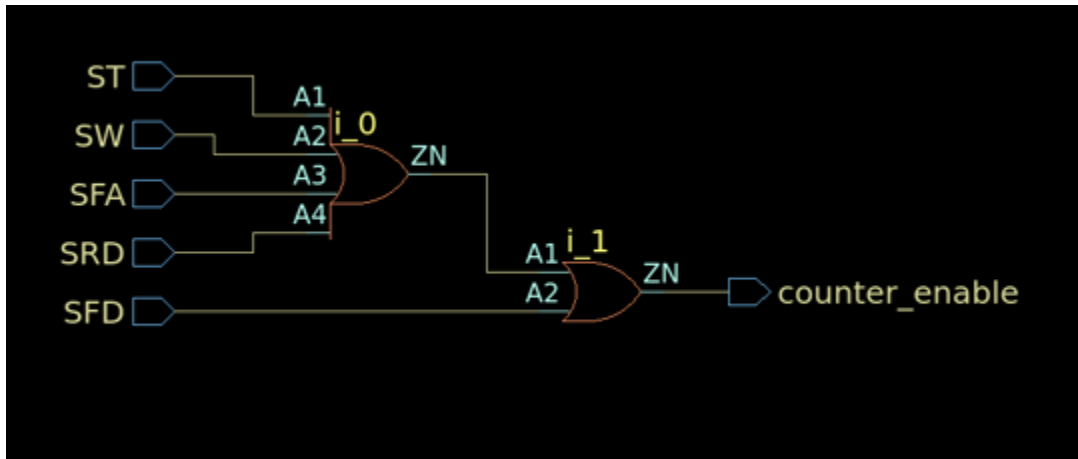 ST
A1
i_0
SW
A2
ZN
SFA
A3
SRD
A4
i_1
A1
ZN
SFD
A2
counter_enable